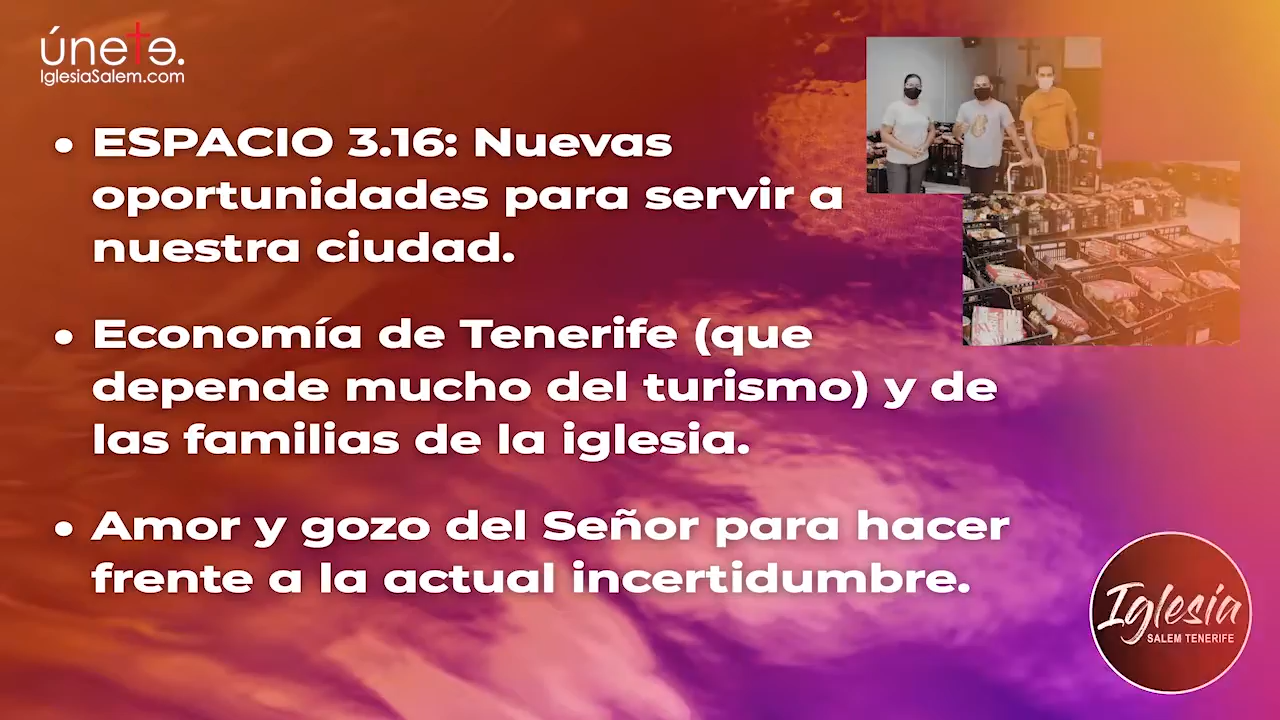 únete.
IglesiaSalem.com
• ESPACIO 3.16: Nuevas
oportunidades para servir a
nuestra ciudad.
• Economía de Tenerife (que
depende mucho del turismo) y de
las familias de la iglesia.
• Amor y gozo del Señor para hacer
frente a la actual incertidumbre.
Iglesia
SALEM TENERIFE